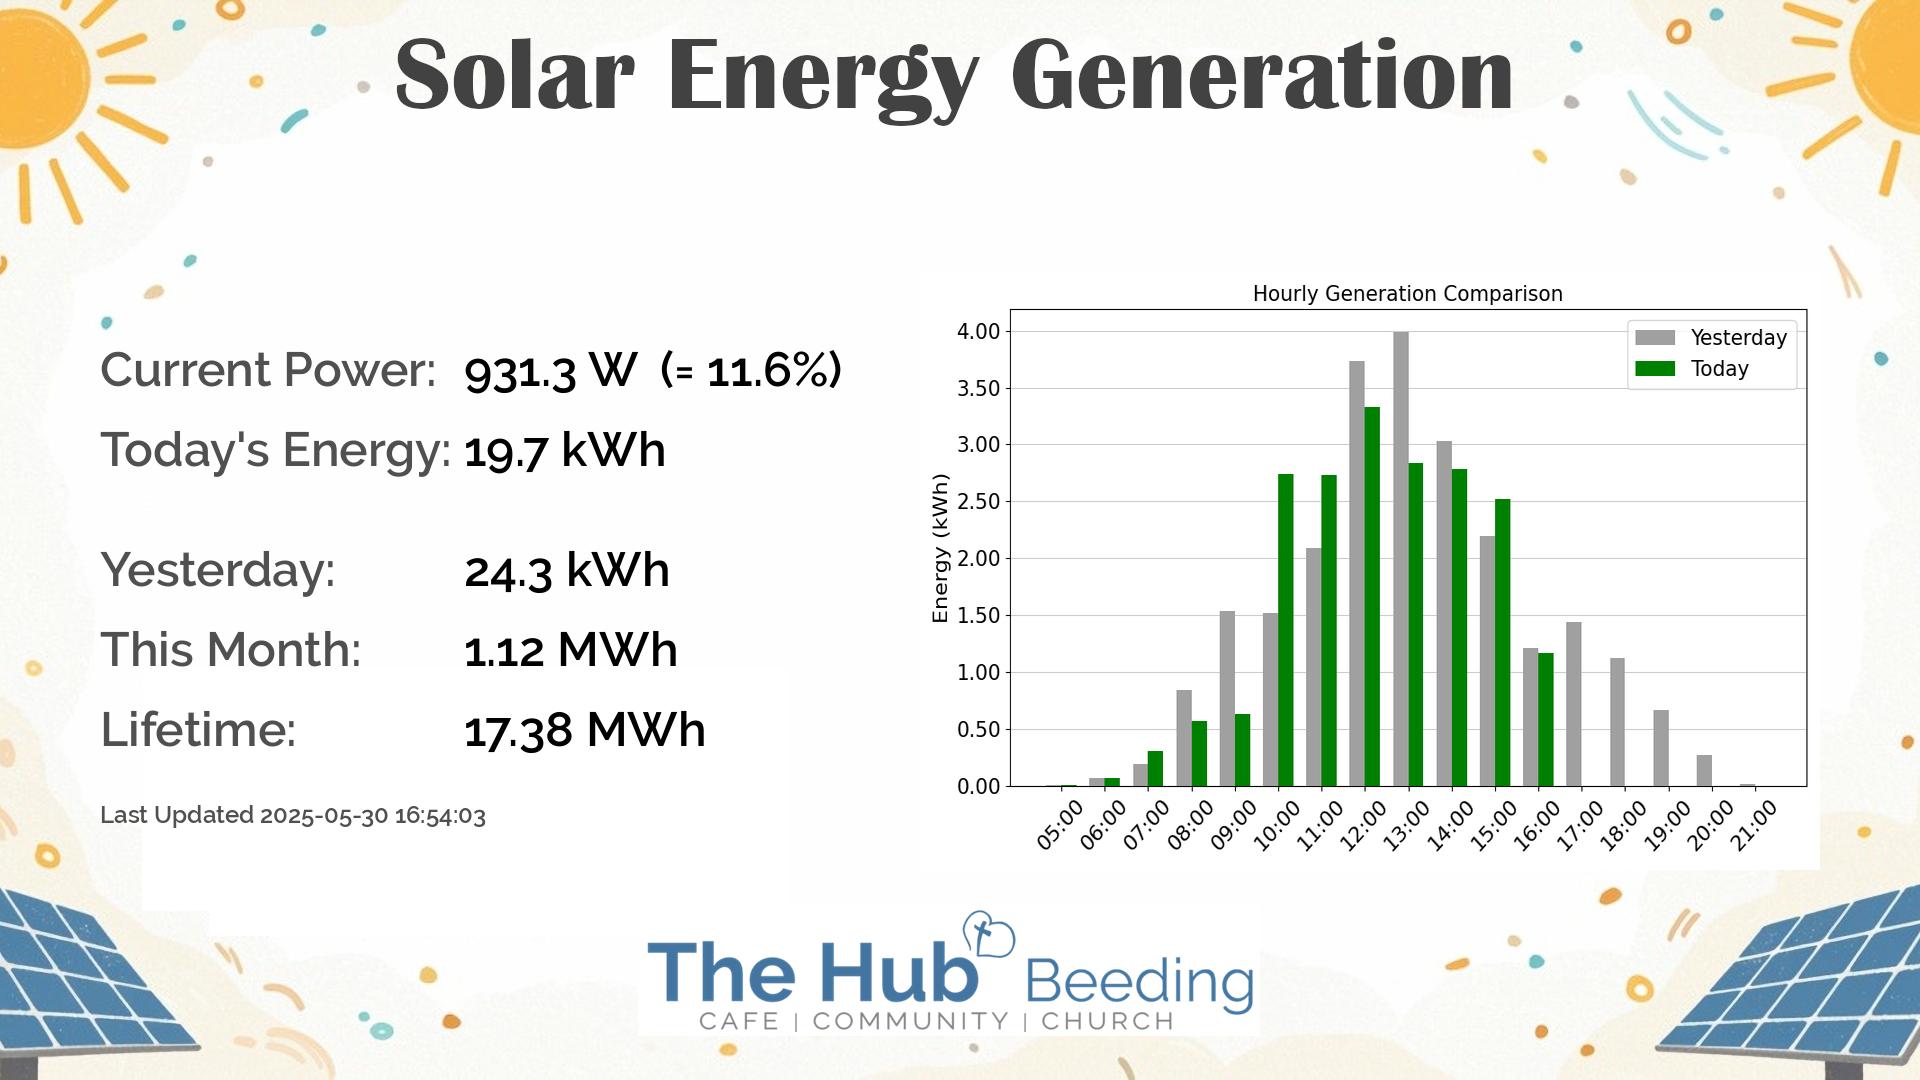 Solar Energy Generation
Current Power: 931.3 W (= 11.6%)
Today's Energy: 19.7 kWh
Yesterday: 24.3 kWh
This Month: 1.12 MWh
Lifetime: 17.38 MWh
Last Updated 2025-05-30 16:54:03
Hourly Generation Comparison
Yesterday
Today
Energy (kWh)
4.00
3.50
3.00
2.50
2.00
1.50
1.00
0.50
0.00
05:00 06:00 07:00 08:00 09:00 10:00 11:00 12:00 13:00 14:00 15:00 16:00 17:00 18:00 19:00 20:00 21:00
The Hub Beeding
CAFE | COMMUNITY | CHURCH